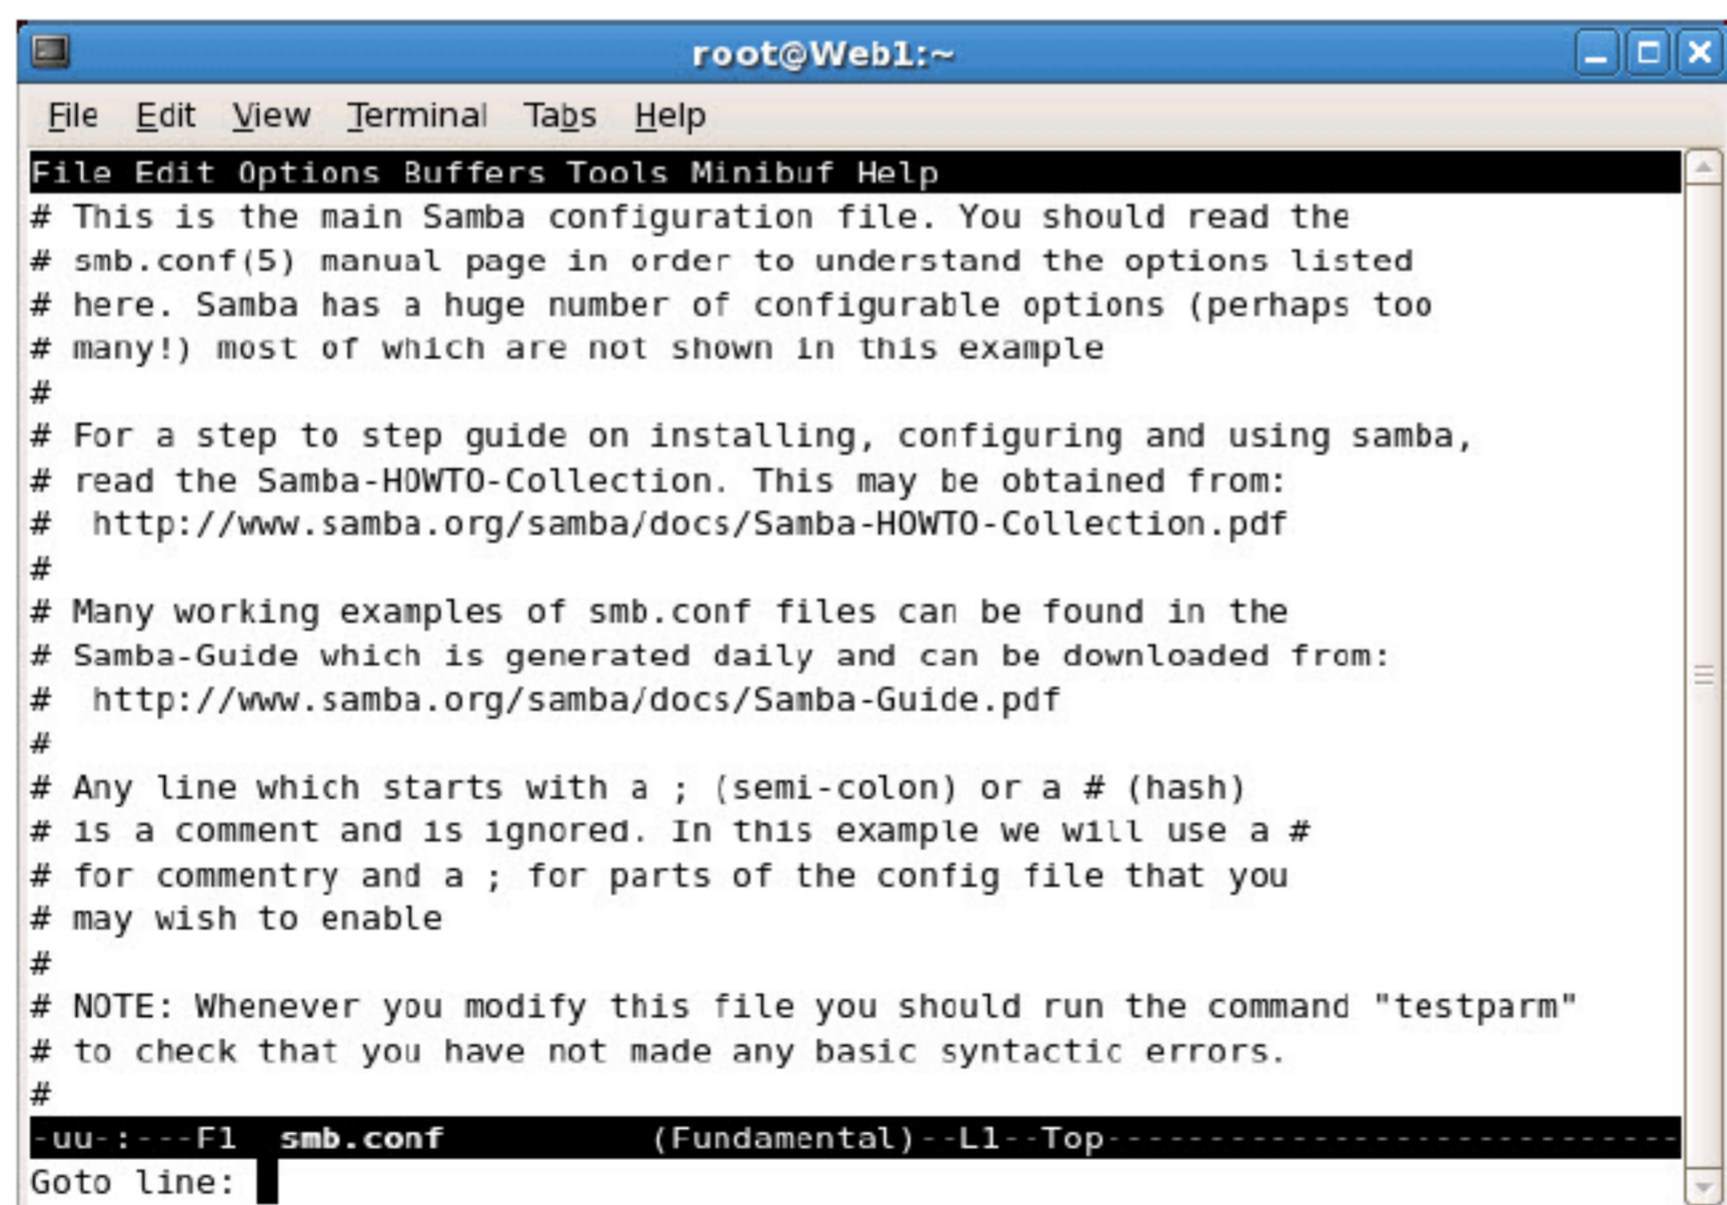 root@Web1:~
File Edit View Terminal Tabs Help
File Edit Options Buffers Tools Minibuf Help
# This is the main Samba configuration file. You should read the
# smb.conf(5) manual page in order to understand the options listed
# here. Samba has a huge number of configurable options (perhaps too
# many!) most of which are not shown in this example
#
# For a step to step guide on installing, configuring and using samba,
# read the Samba-HOWTO-Collection. This may be obtained from:
#  http://www.samba.org/samba/docs/Samba-HOWTO-Collection.pdf
#
# Many working examples of smb.conf files can be found in the
# Samba-Guide which is generated daily and can be downloaded from:
#  http://www.samba.org/samba/docs/Samba-Guide.pdf
#
# Any line which starts with a ; (semi-colon) or a # (hash)
# is a comment and is ignored. In this example we will use a #
# for commentry and a ; for parts of the config file that you
# may wish to enable
#
# NOTE: Whenever you modify this file you should run the command "testparm"
# to check that you have not made any basic syntactic errors.
#
-uu-:---F1  smb.conf          (Fundamental)--L1--Top----------------------------
Goto line: